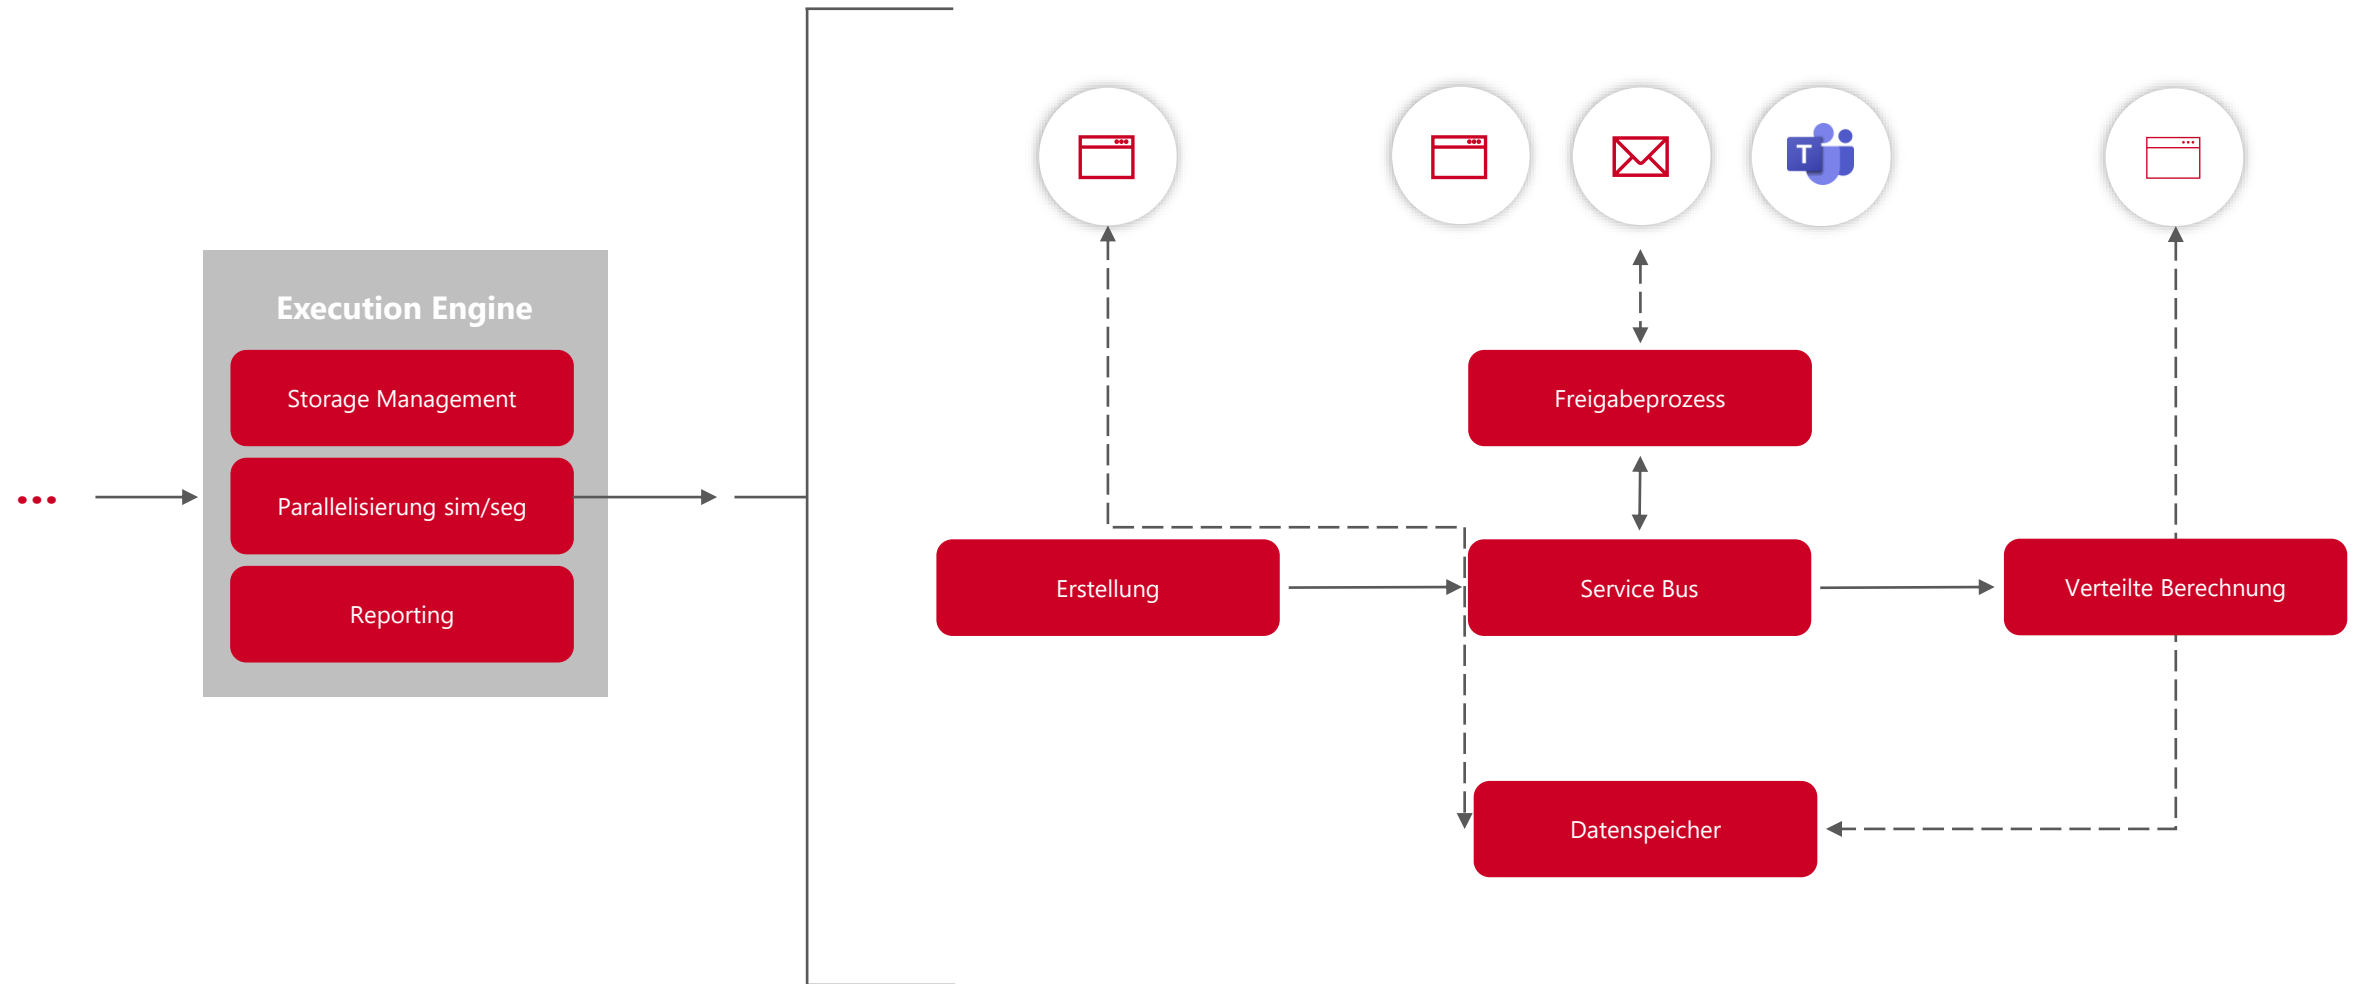 Execution Engine
Storage Management
Parallelisierung sim/seg
Reporting
...
T
Freigabeprozess
Erstellung
Service Bus
Verteilte Berechnung
Datenspeicher